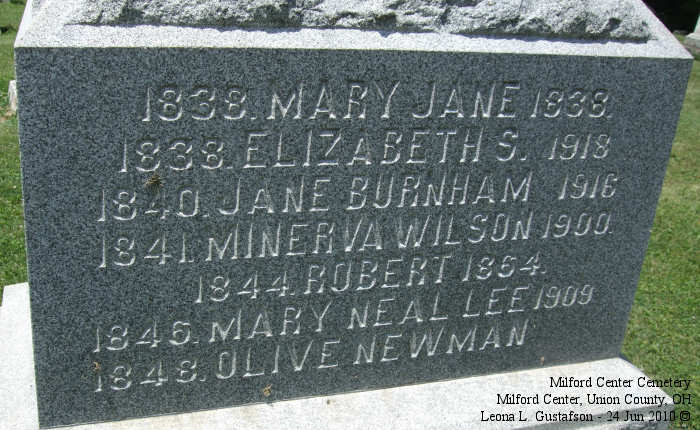 1838. MARY JANE 1838.
1838. ELIZABETH S. 1918
1840. JANE BURNHAM 1916
1841. MINERVA WILSON 1900.
1844. ROBERT 1864.
1846. MARY NEAL LEE 1909
1848. OLIVE NEWMAN
Milford Center Cemetery
Milford Center, Union County, OH
Leona L. Gustafson - 24 Jun 2010 ©